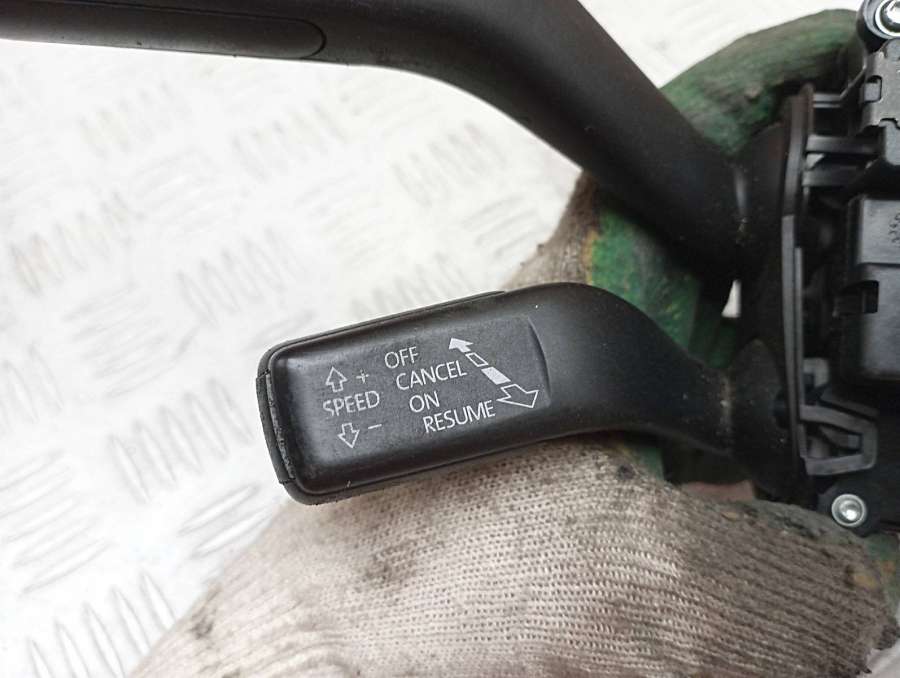 +
SPEED
-
OFF
CANCEL
ON
RESUME